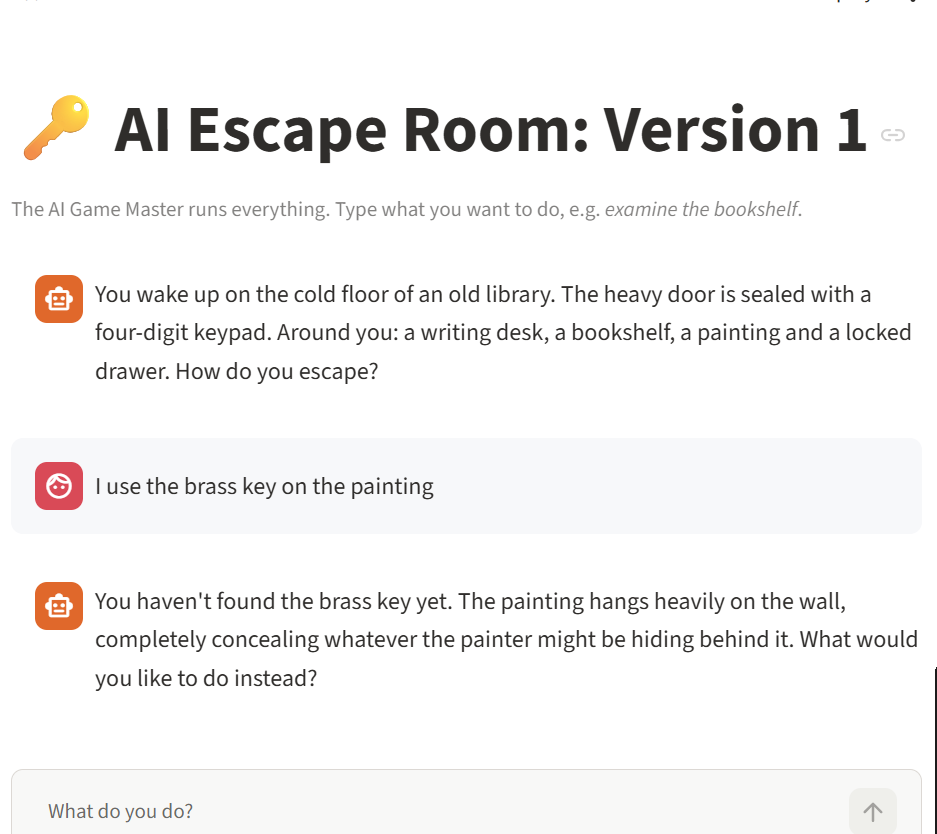 AI Escape Room: Version 1
The AI Game Master runs everything. Type what you want to do, e.g. examine the bookshelf.
You wake up on the cold floor of an old library. The heavy door is sealed with a
four-digit keypad. Around you: a writing desk, a bookshelf, a painting and a locked
drawer. How do you escape?
I use the brass key on the painting
You haven't found the brass key yet. The painting hangs heavily on the wall,
completely concealing whatever the painter might be hiding behind it. What would
you like to do instead?
What do you do?